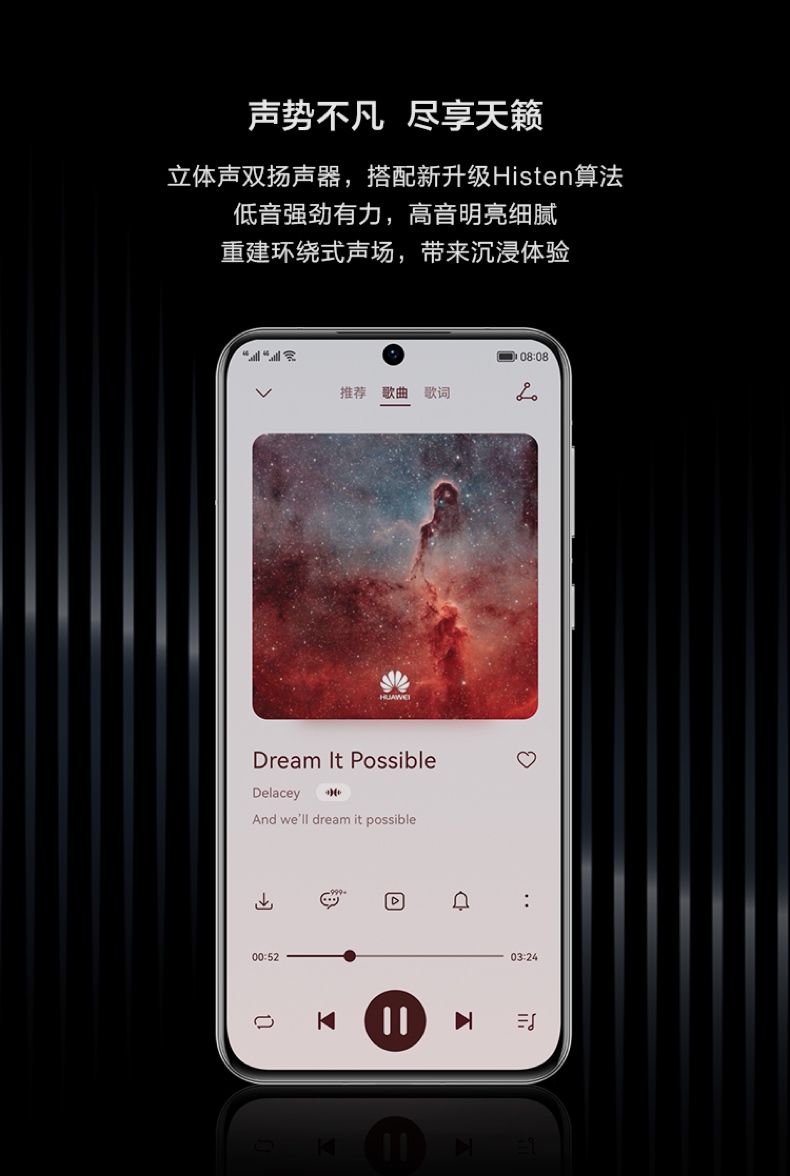 声势不凡 尽享天籁
立体声双扬声器，搭配新升级Histen算法
低音强劲有力，高音明亮细腻
重建环绕式声场，带来沉浸体验
4G 4G 08:08
推荐 歌曲 歌词
HUAWEI
Dream It Possible
Delacey
And we'll dream it possible
999+
00:52 03:24